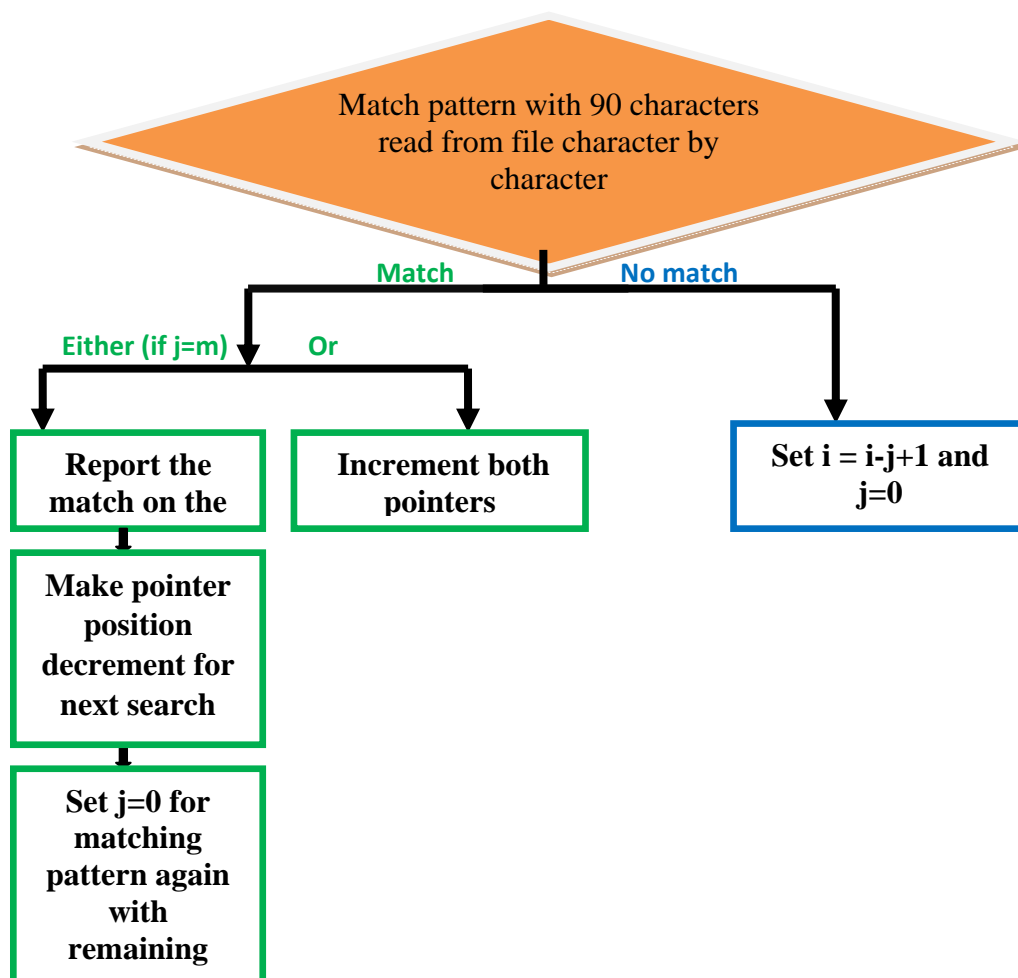 Match pattern with 90 characters
read from file character by
character
Match
No match
Either (if j=m)
Or
Report the
match on the
Increment both
pointers
Set i = i-j+1 and
j=0
Make pointer
position
decrement for
next search
Set j=0 for
matching
pattern again
with
remaining